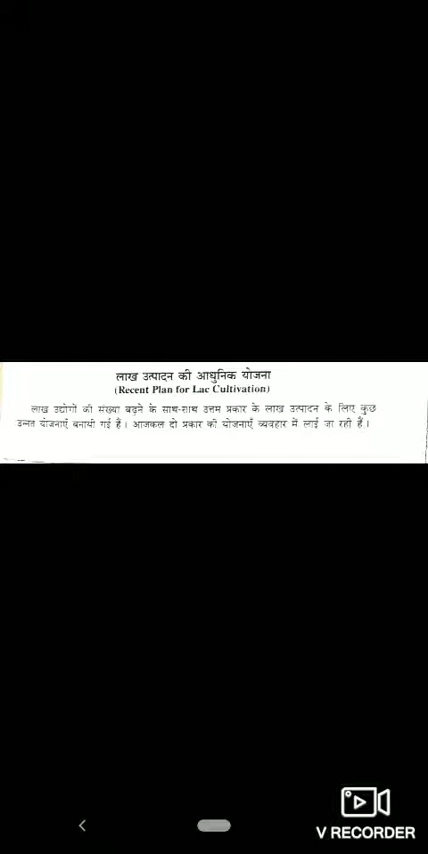 लाख उत्पादन की आधुनिक योजना
(Recent Plan for Lac Cultivation)
लाख उद्योगों की संख्या बढ़ने के साथ-साथ उत्तम प्रकार के लाख उत्पादन के लिए कुछ
उन्नत योजनाएँ बनायी गई हैं। आजकल दो प्रकार की योजनाएँ व्यवहार में लाई जा रही हैं।
V RECORDER